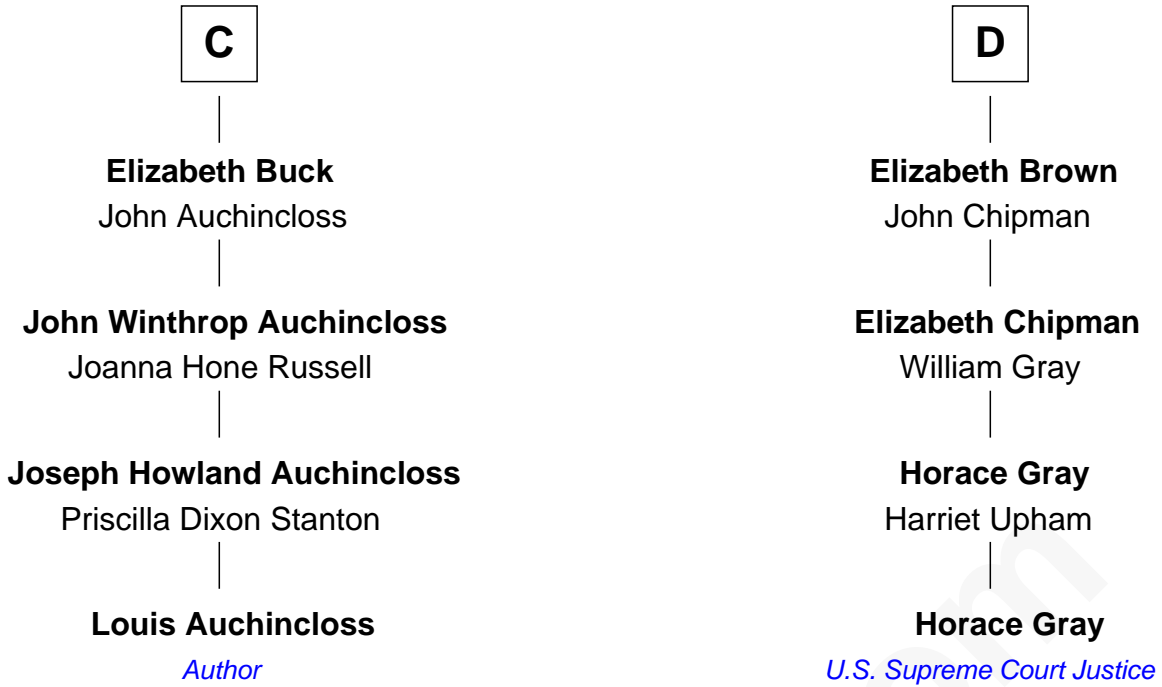 C
Elizabeth Buck
John Auchincloss
John Winthrop Auchincloss
Joanna Hone Russell
Joseph Howland Auchincloss
Priscilla Dixon Stanton
Louis Auchincloss
Author
D
Elizabeth Brown
John Chipman
Elizabeth Chipman
William Gray
Horace Gray
Harriet Upham
Horace Gray
U.S. Supreme Court Justice